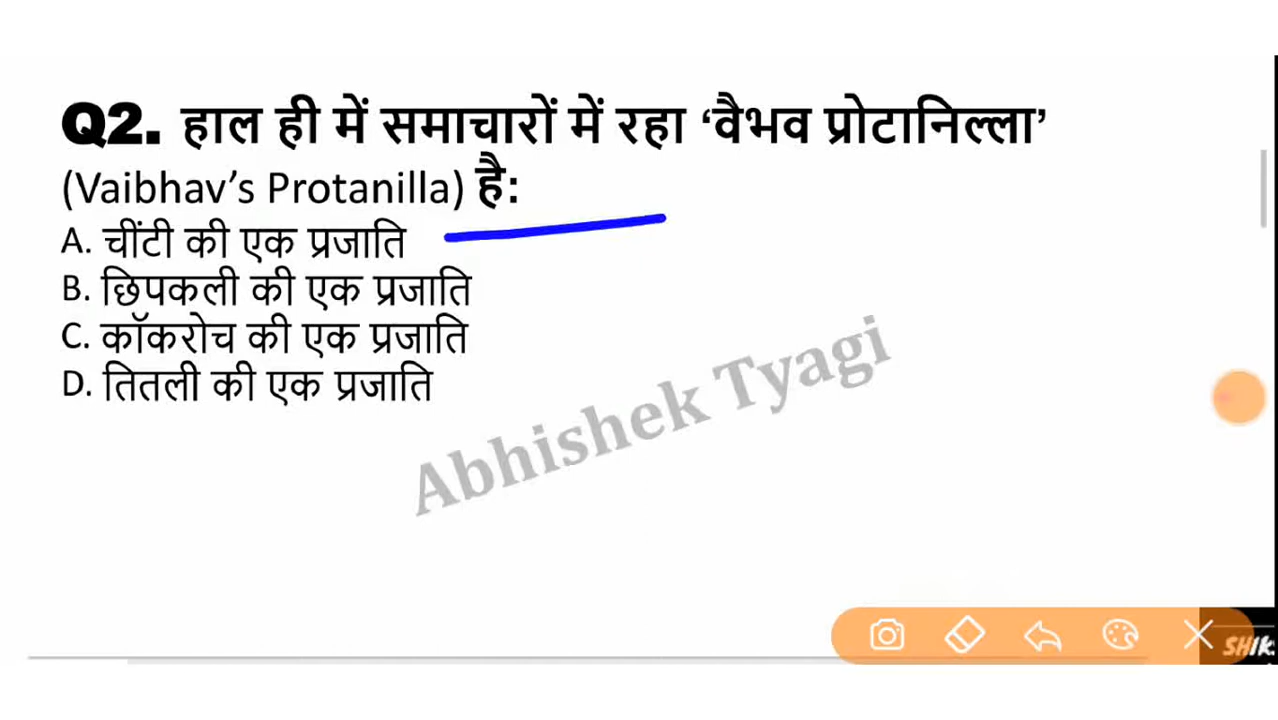 Q2. हाल ही में समाचारों में रहा ‘वैभव प्रोटानिल्ला’
(Vaibhav’s Protanilla) है:
A. चींटी की एक प्रजाति
B. छिपकली की एक प्रजाति
C. कॉकरोच की एक प्रजाति
D. तितली की एक प्रजाति
Abhishek Tyagi